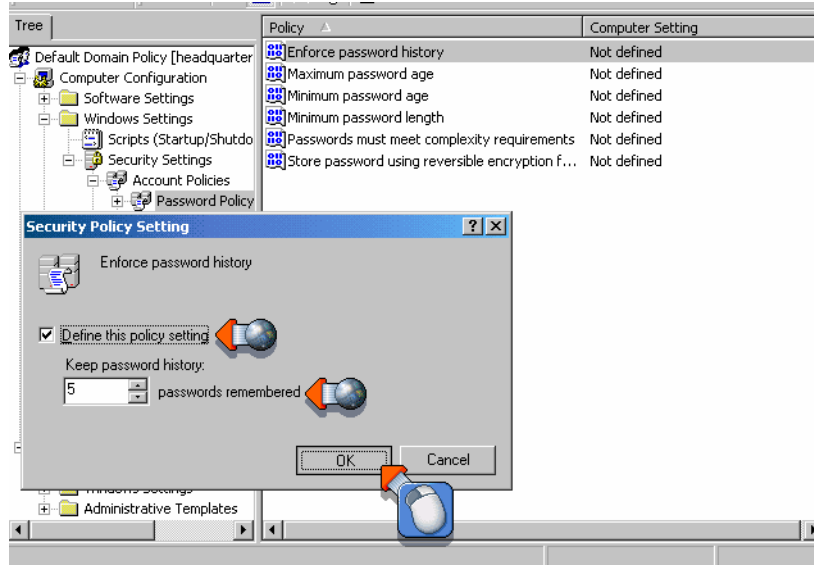 Tree
Policy
Computer Setting
Default Domain Policy [headquarter
Computer Configuration
Software Settings
Windows Settings
Scripts (Startup/Shutdo
Security Settings
Account Policies
Password Policy
Enforce password history Not defined
Maximum password age Not defined
Minimum password age Not defined
Minimum password length Not defined
Passwords must meet complexity requirements Not defined
Store password using reversible encryption f... Not defined
Security Policy Setting
Enforce password history
Define this policy setting
Keep password history:
5 passwords remembered
OK Cancel
Windows Settings
Administrative Templates